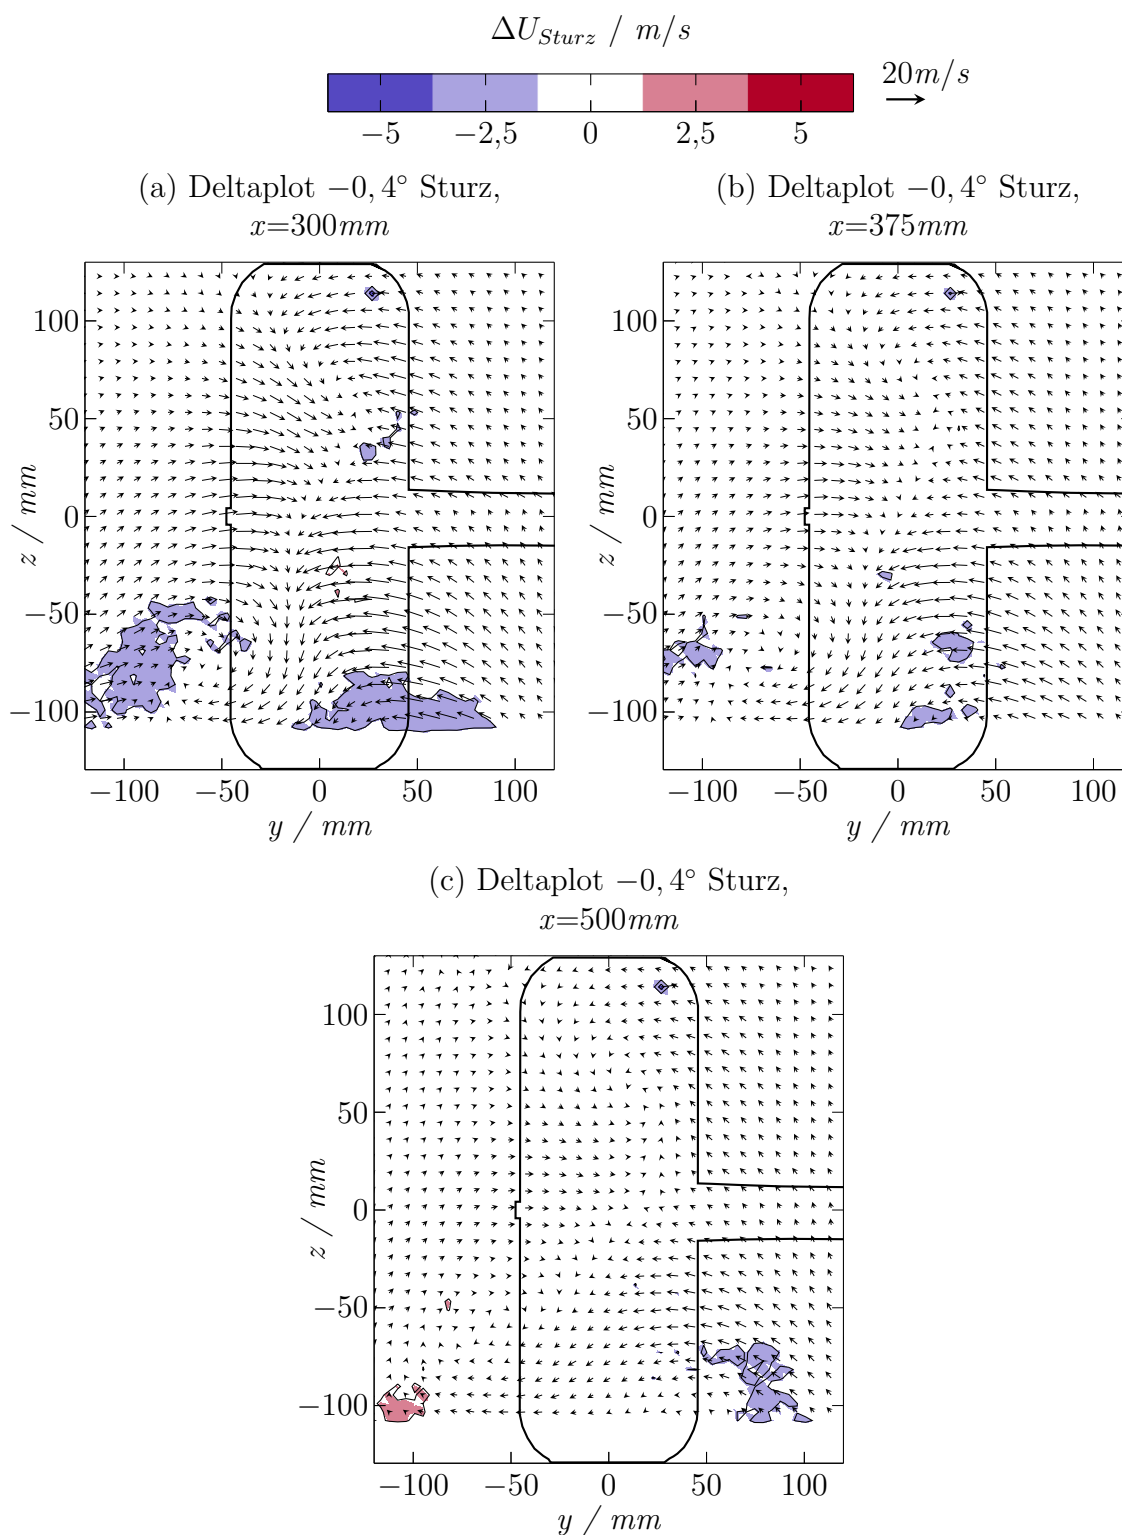 ΔU_Sturz / m/s
20m/s
−5 −2,5 0 2,5 5
(a) Deltaplot −0, 4° Sturz,
x=300mm
(b) Deltaplot −0, 4° Sturz,
x=375mm
100
50
0
−50
−100
z / mm
−100 −50 0 50 100
y / mm
100
50
0
−50
−100
z / mm
−100 −50 0 50 100
y / mm
(c) Deltaplot −0, 4° Sturz,
x=500mm
100
50
0
−50
−100
z / mm
−100 −50 0 50 100
y / mm